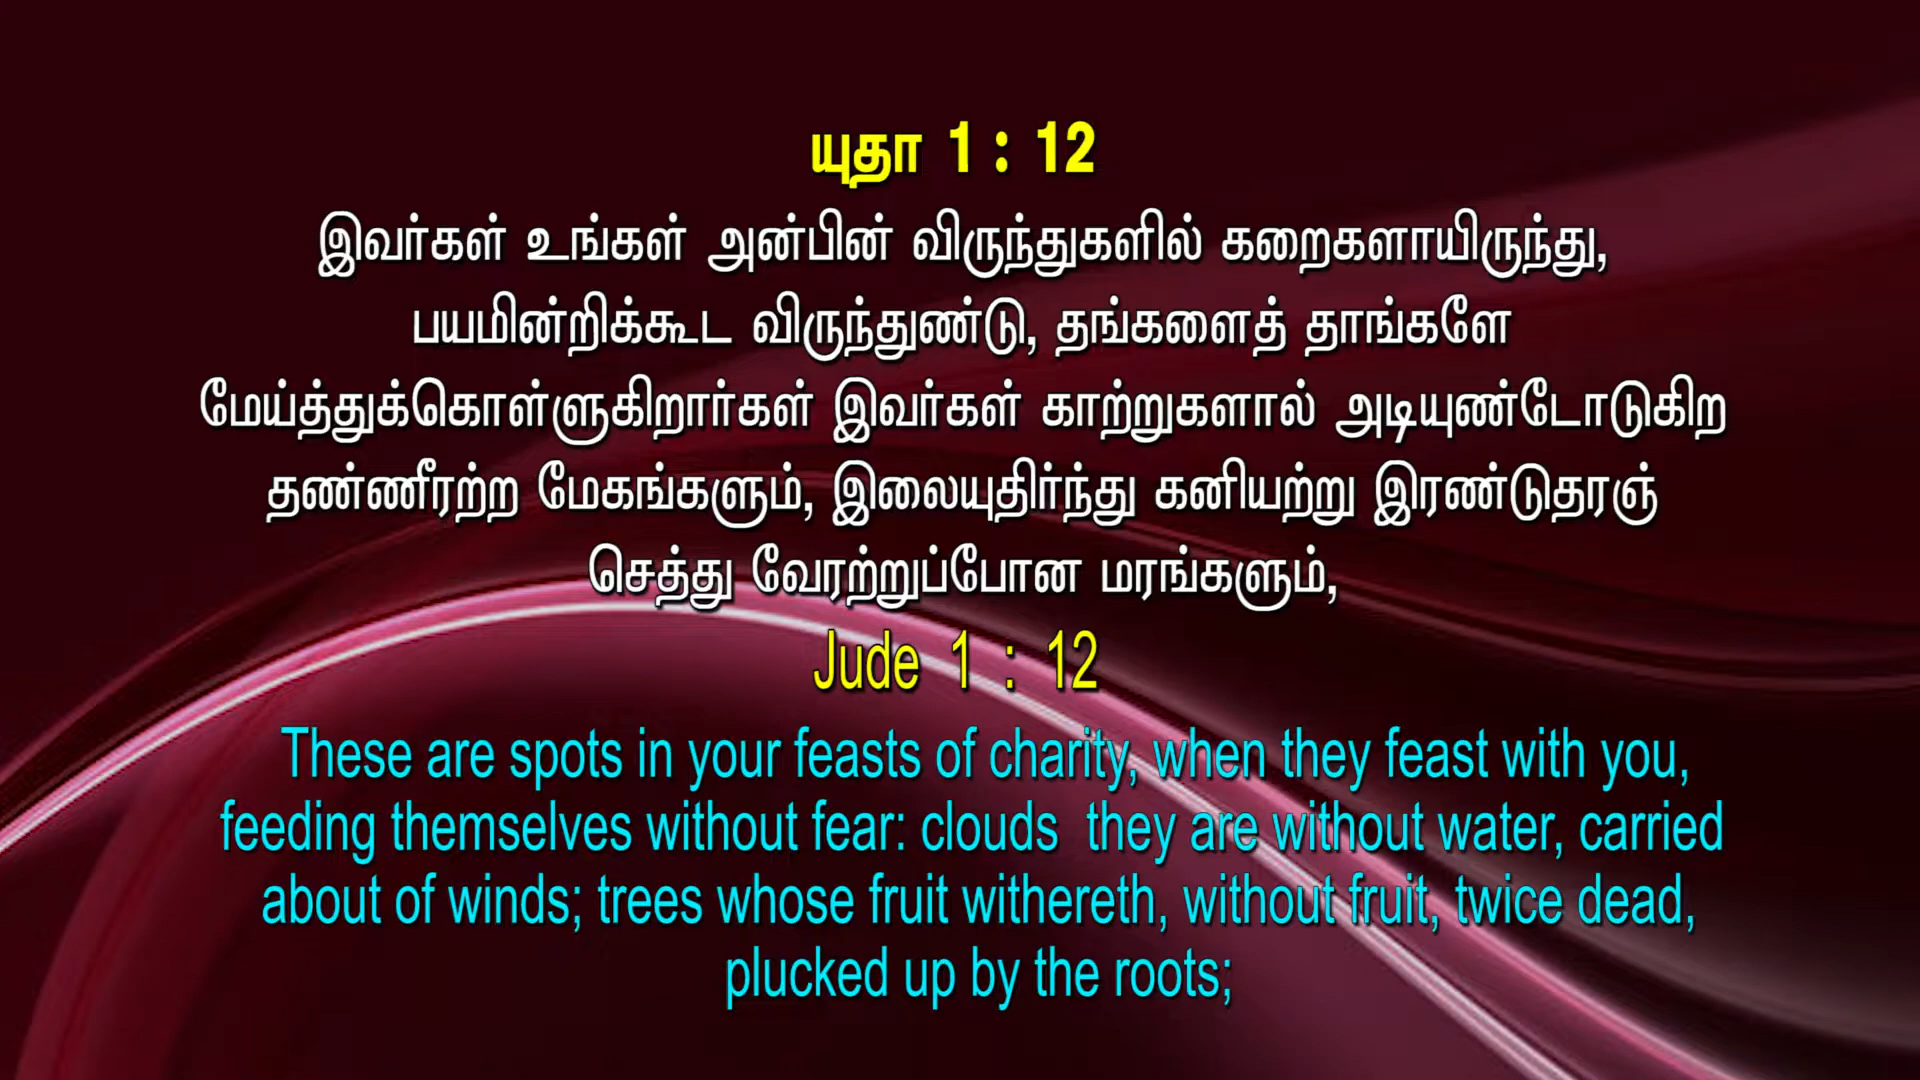 யுதா 1 : 12
இவர்கள் உங்கள் அன்பின் விருந்துகளில் கறைகளாயிருந்து,
பயமின்றிக்கூட விருந்துண்டு, தங்களைத் தாங்களே
மேய்த்துக்கொள்ளுகிறார்கள் இவர்கள் காற்றுகளால் அடியுண்டோடுகிற
தண்ணீரற்ற மேகங்களும், இலையுதிர்ந்து கனியற்று இரண்டுதரஞ்
செத்து வேரற்றுப்போன மரங்களும்,
Jude 1 : 12
These are spots in your feasts of charity, when they feast with you,
feeding themselves without fear: clouds they are without water, carried
about of winds; trees whose fruit withereth, without fruit, twice dead,
plucked up by the roots;